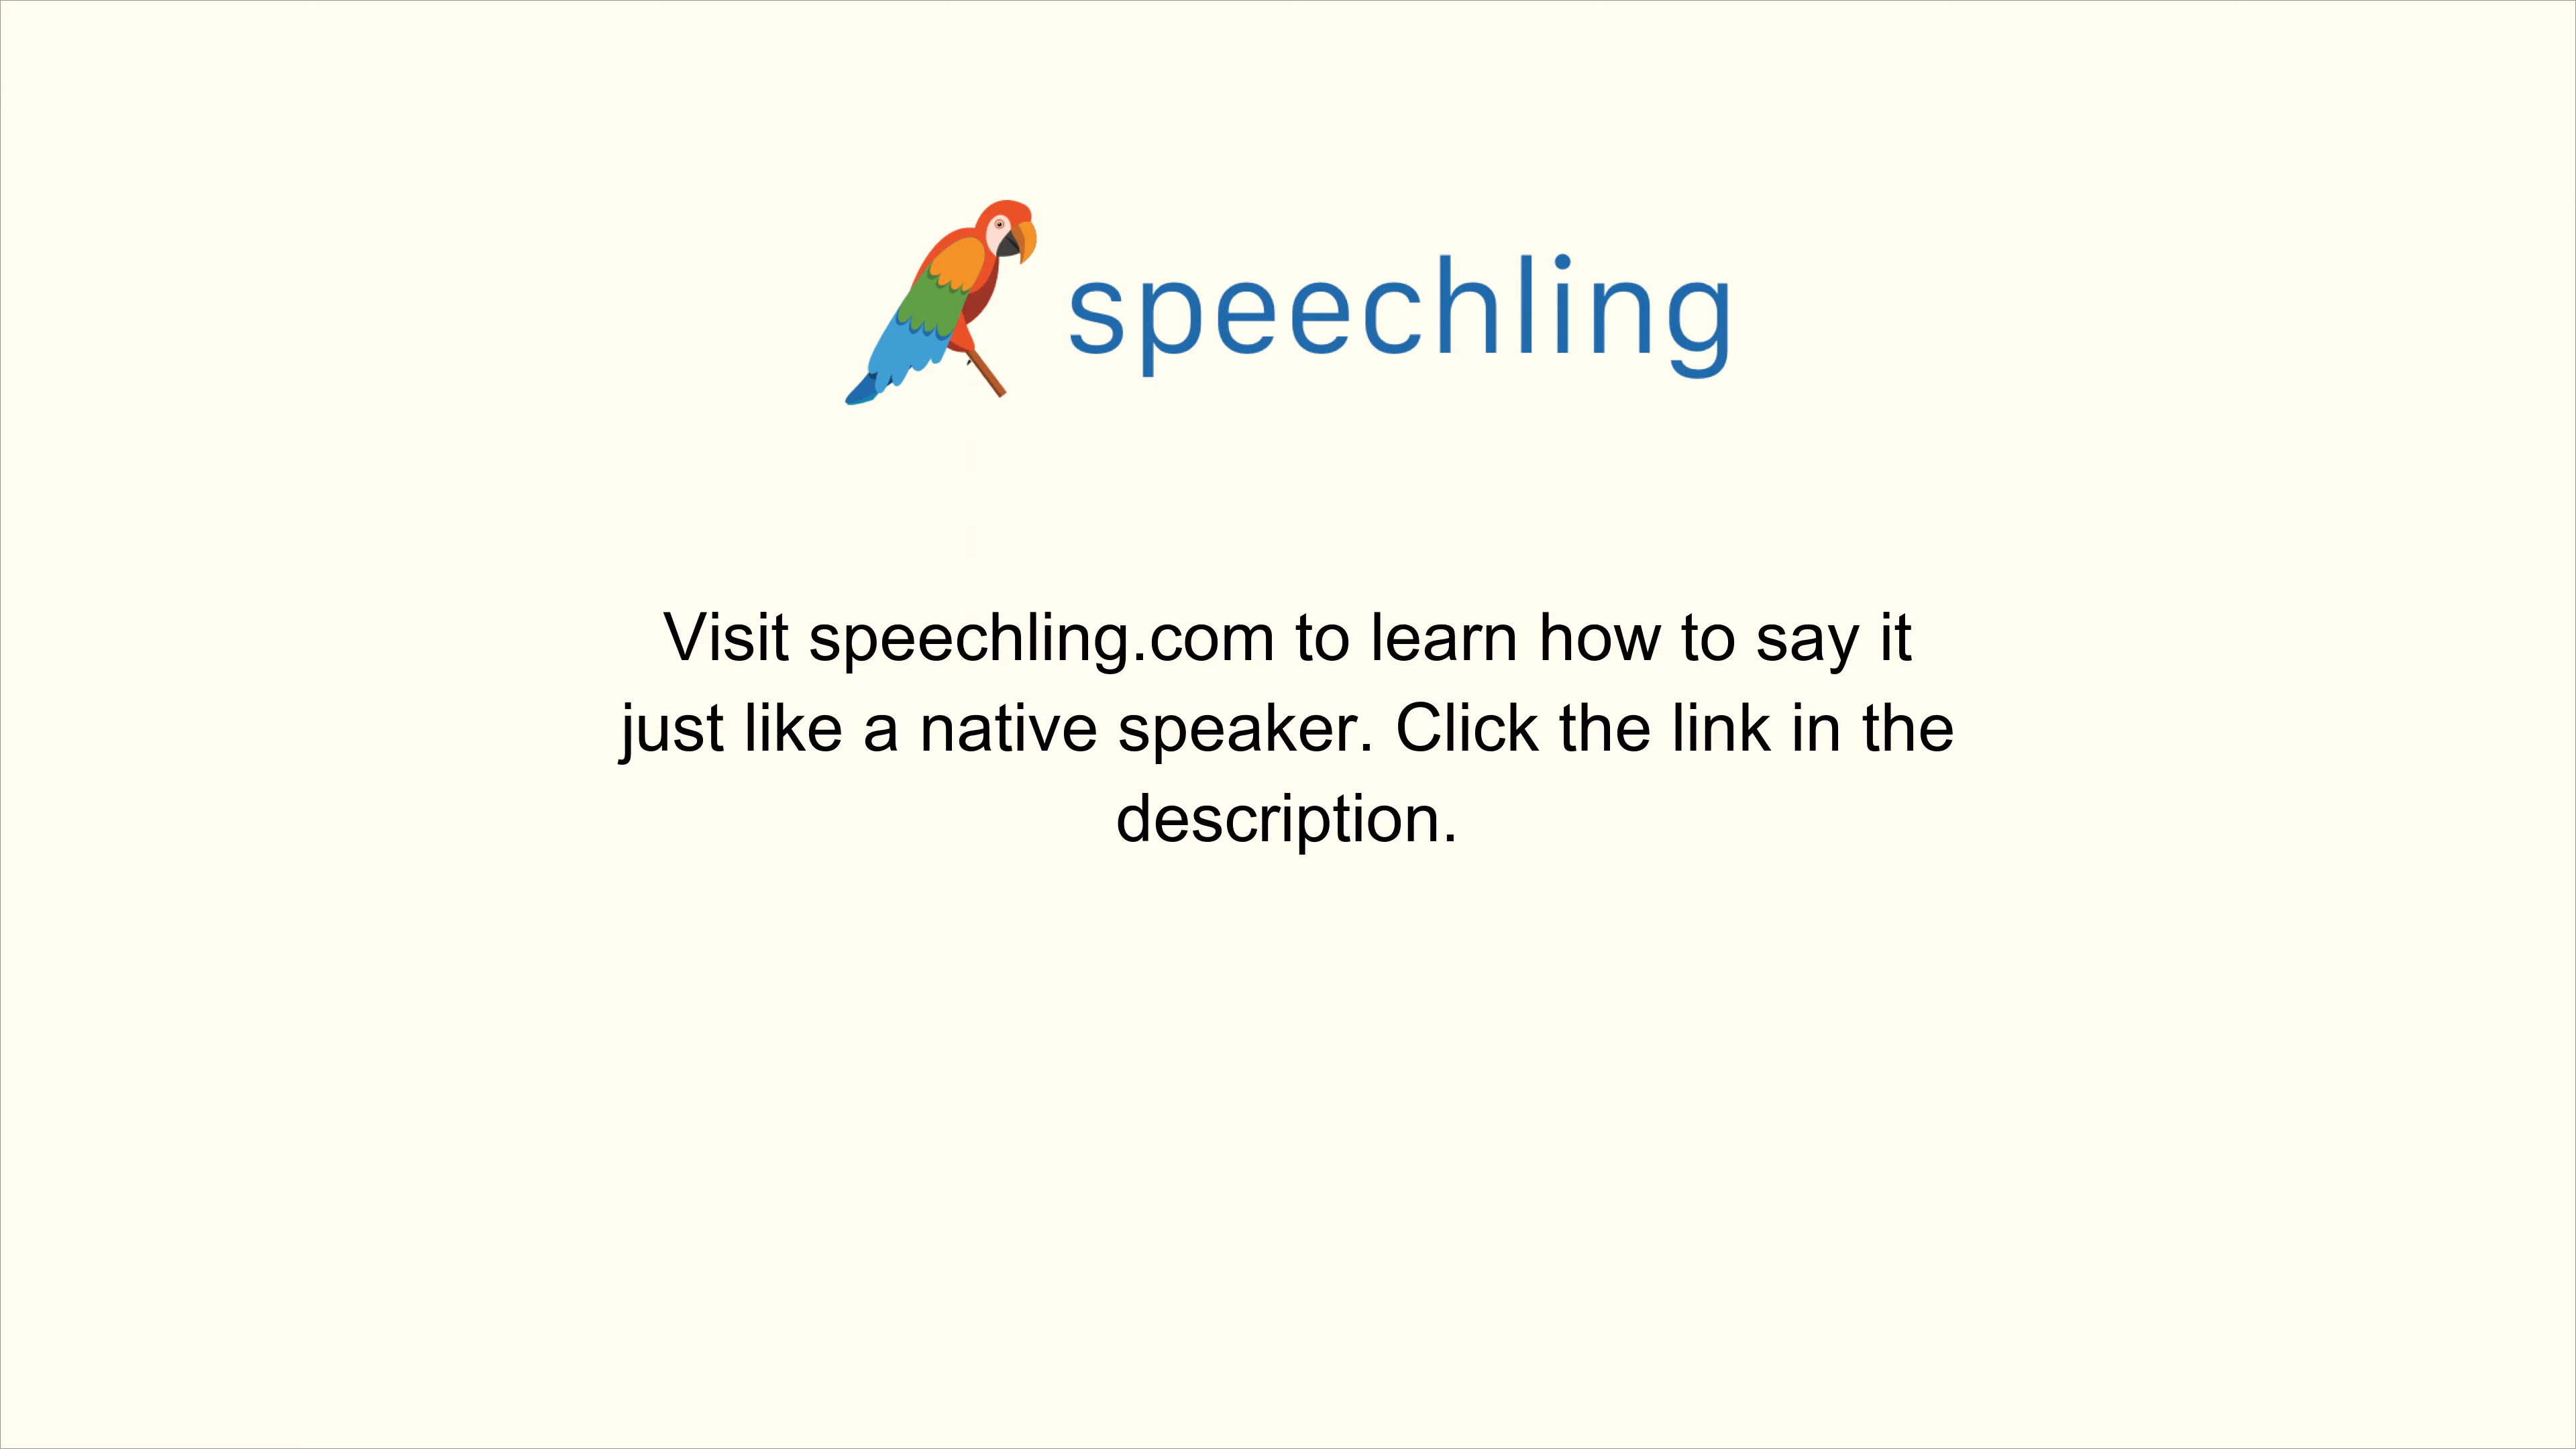 speechling
Visit speechling.com to learn how to say it
just like a native speaker. Click the link in the
description.